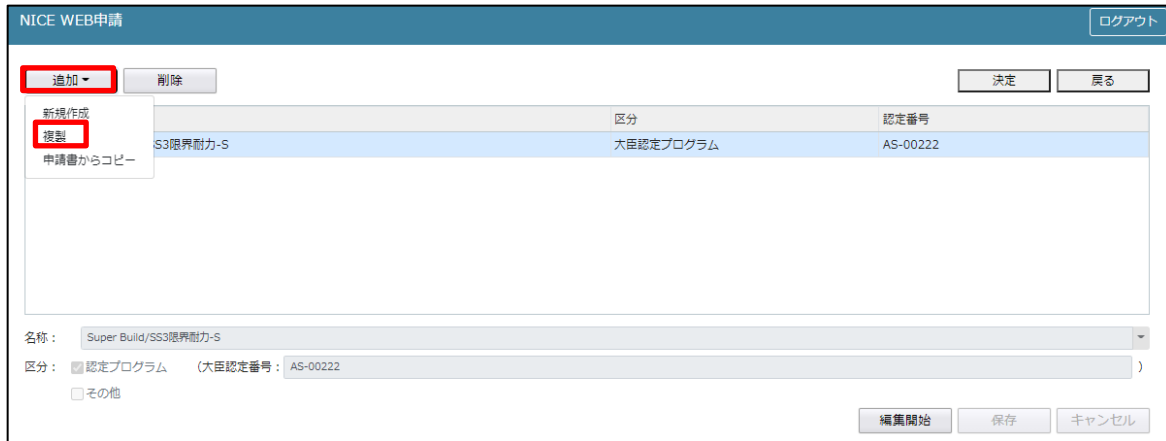 NICE WEB申請 ログアウト
追加 削除 決定 戻る
新規作成
複製
申請書からコピー
区分 認定番号
S3限界耐力-S 大臣認定プログラム AS-00222
名称： Super Build/SS3限界耐力-S
区分： 認定プログラム （大臣認定番号： AS-00222 ）
その他
編集開始 保存 キャンセル